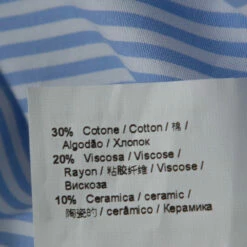 30% Cotone / Cotton / 棉 /
Algodão / Хлопок
20% Viscosa / Viscose /
Rayon / 粘胶纤维 / Viscose /
Вискоза
10% Ceramica / ceramic /
陶瓷的 / cerâmico / Керамика